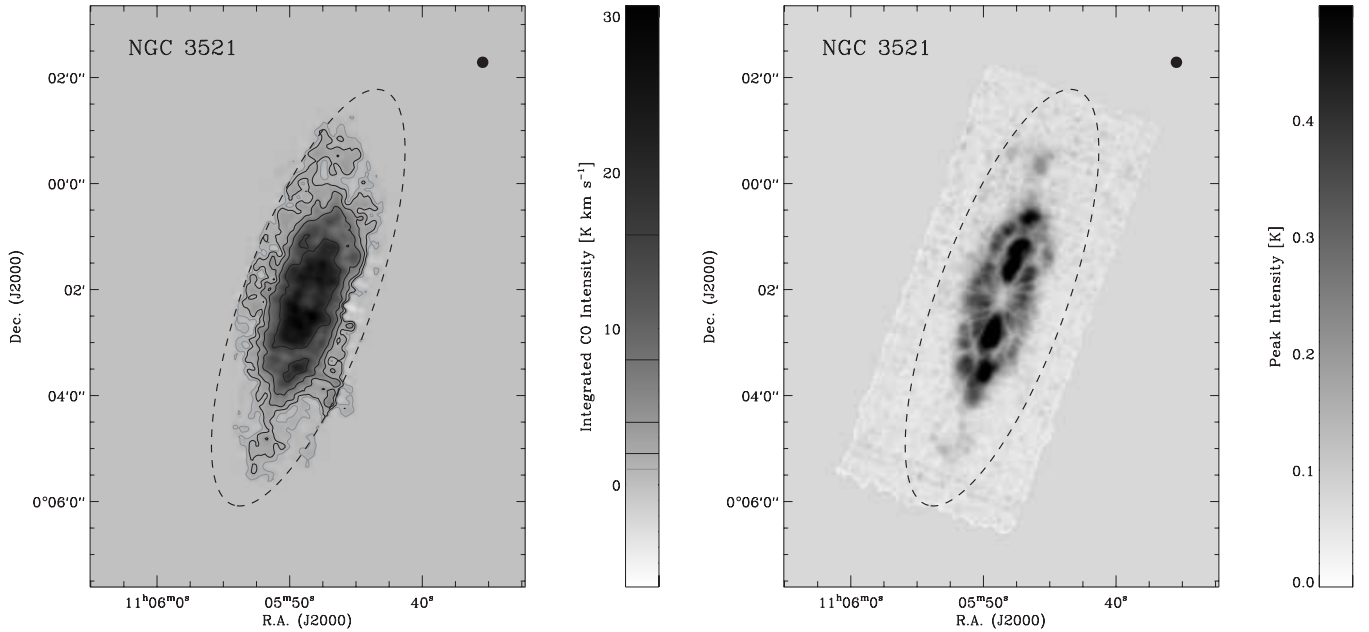 NGC 3521
02'0''
00'0''
02'
04'0''
0°06'0''
Dec. (J2000)
11ʰ06ᵐ0ˢ
05ᵐ50ˢ
40ˢ
R.A. (J2000)
30
20
10
0
Integrated CO Intensity [K km s⁻¹]
NGC 3521
02'0''
00'0''
02'
04'0''
0°06'0''
Dec. (J2000)
11ʰ06ᵐ0ˢ
05ᵐ50ˢ
40ˢ
R.A. (J2000)
0.4
0.3
0.2
0.1
0.0
Peak Intensity [K]